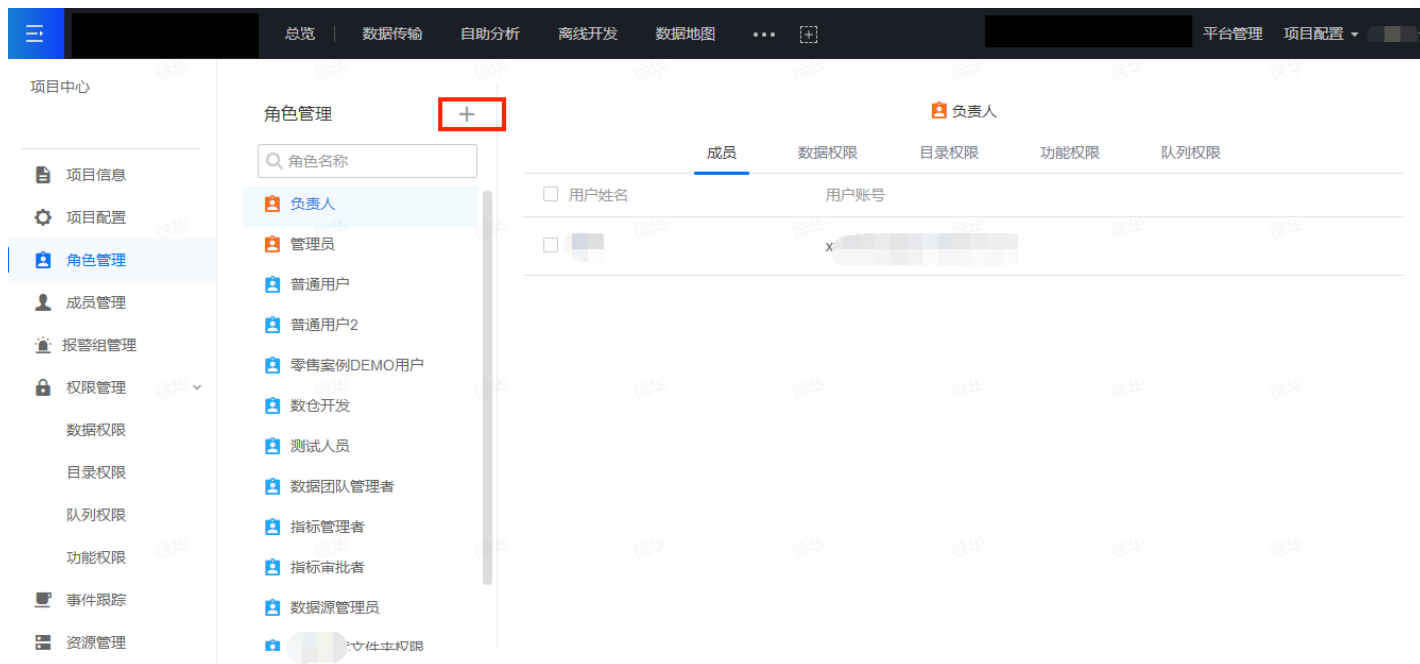 总览 数据传输 自助分析 离线开发 数据地图 ••• 平台管理 项目配置
项目中心
项目信息
项目配置
角色管理
成员管理
报警组管理
权限管理
数据权限
目录权限
队列权限
功能权限
事件跟踪
资源管理
角色管理 +
角色名称
负责人
管理员
普通用户
普通用户2
零售案例DEMO用户
数仓开发
测试人员
数据团队管理者
指标管理者
指标审批者
数据源管理员
文件夹权限
负责人
成员 数据权限 目录权限 功能权限 队列权限
用户姓名 用户账号
x
徐华